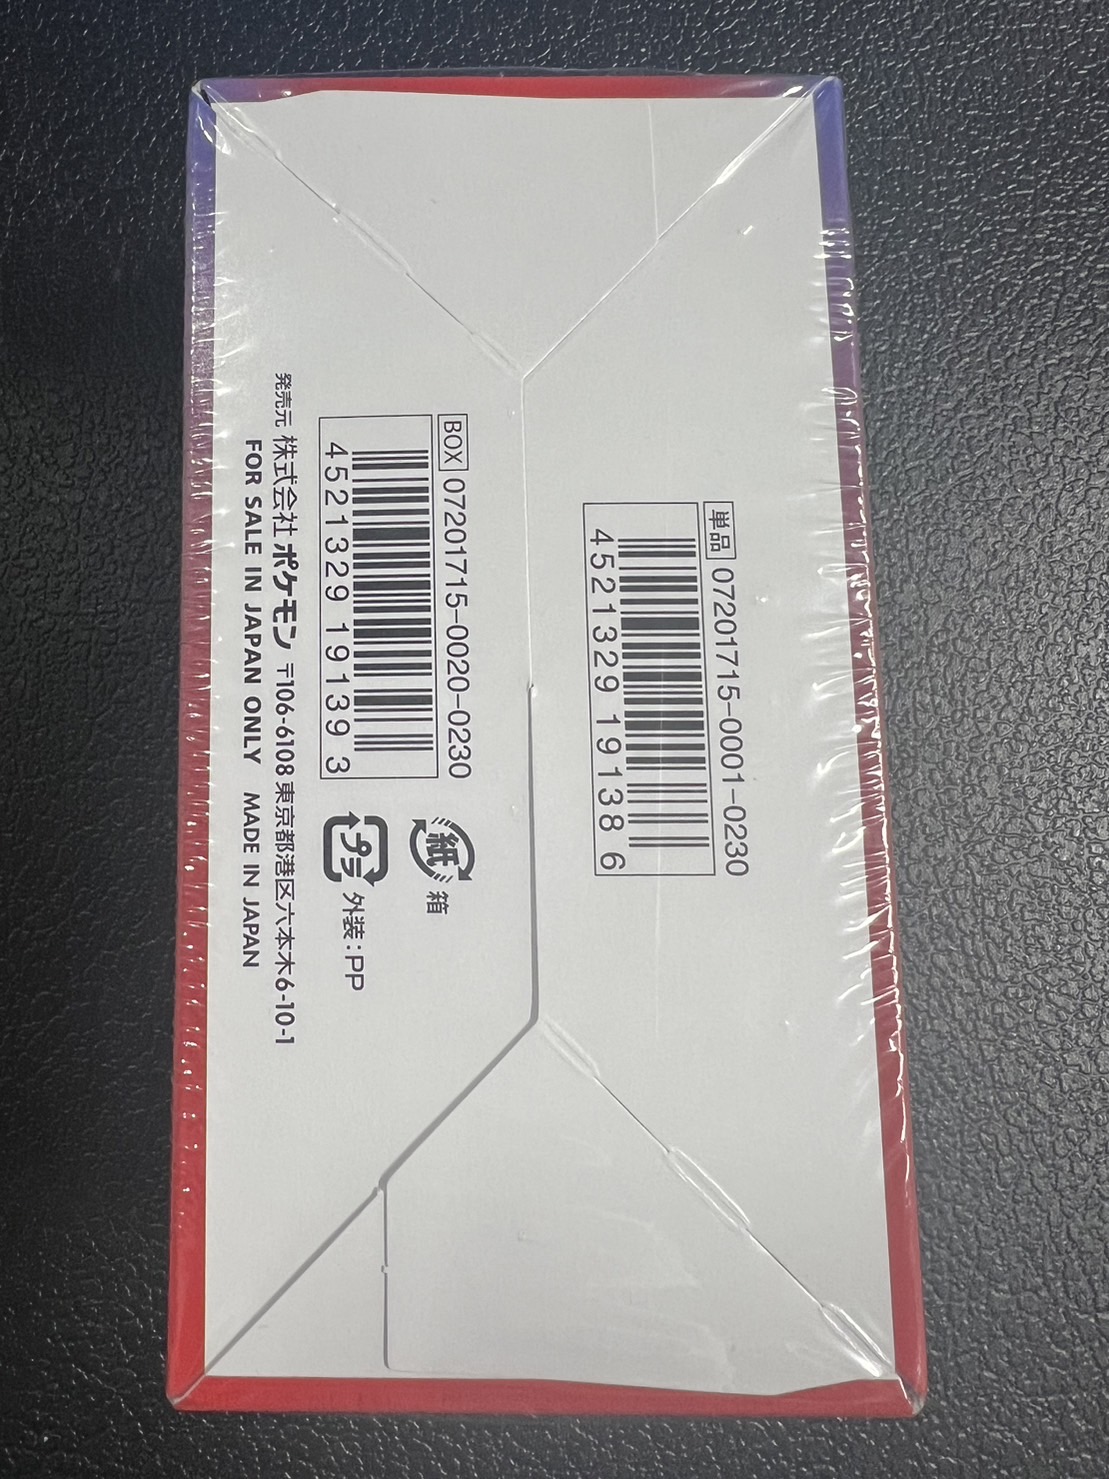 単品 07201715-0001-0230
4521329 19138 6
BOX 07201715-0020-0230
4521329 19139 3
紙 箱
プラ 外装:PP
発売元 株式会社 ポケモン 〒106-6108 東京都港区六本木6-10-1
FOR SALE IN JAPAN ONLY MADE IN JAPAN